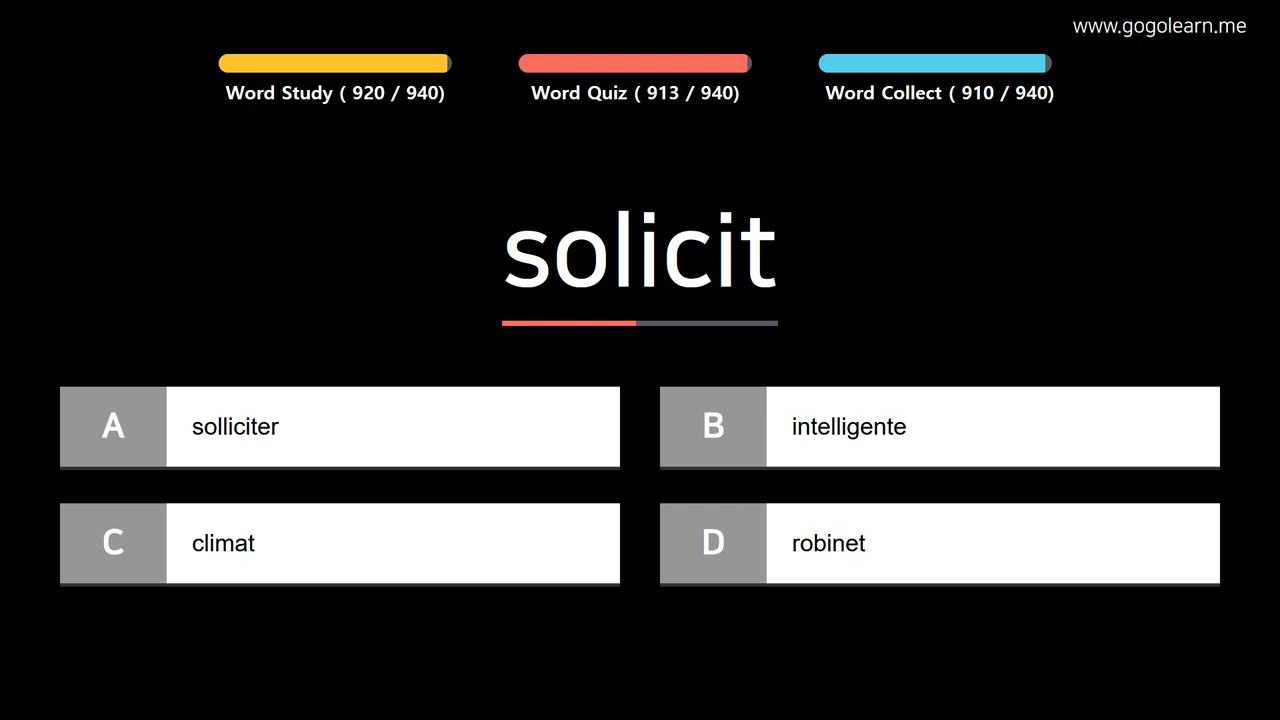 www.gogolearn.me
Word Study ( 920 / 940)
Word Quiz ( 913 / 940)
Word Collect ( 910 / 940)
solicit
A
solliciter
B
intelligente
C
climat
D
robinet